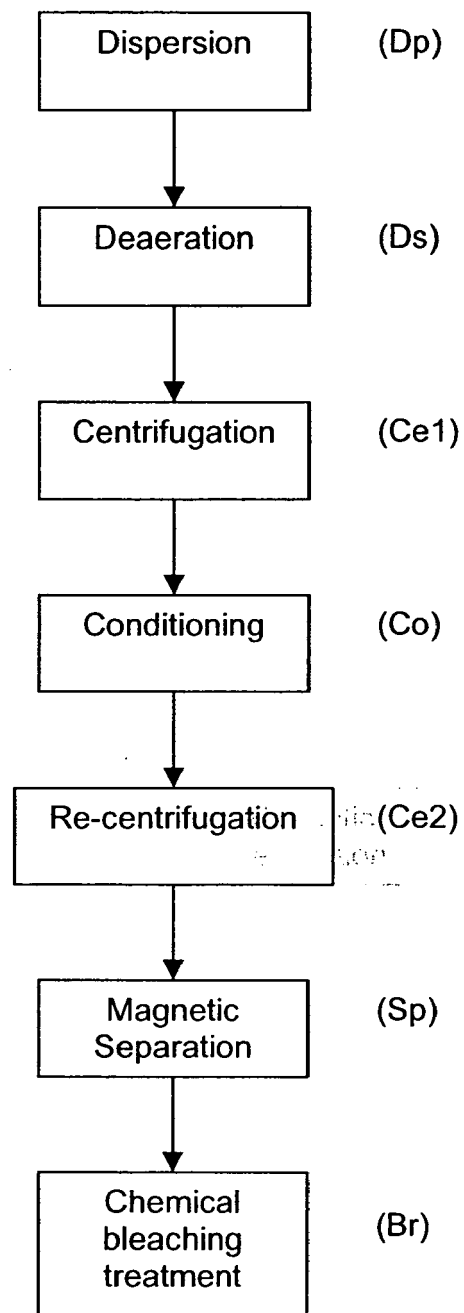 Dispersion (Dp)
Deaeration (Ds)
Centrifugation (Ce1)
Conditioning (Co)
Re-centrifugation (Ce2)
Magnetic (Sp)
Separation
Chemical
bleaching (Br)
treatment